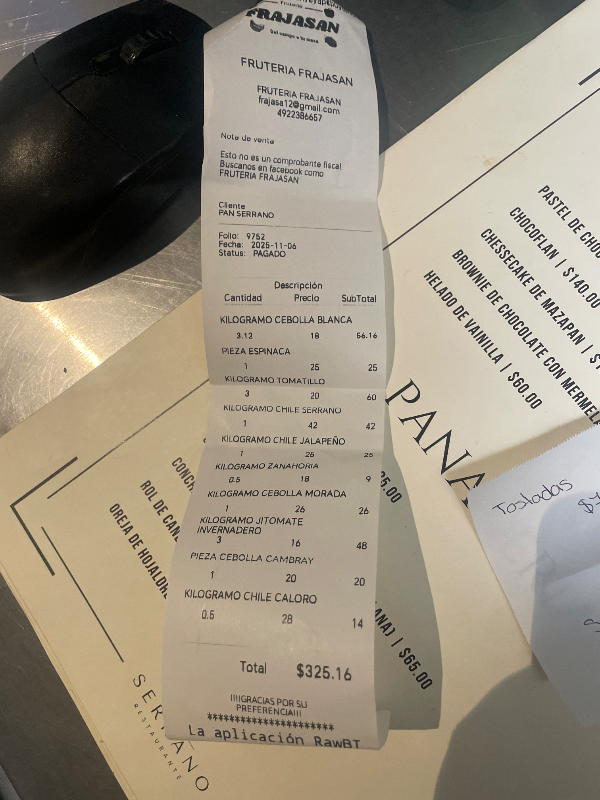 FRAJASAN
Del campo a tu mesa
FRUTERIA FRAJASAN
FRUTERIA FRAJASAN
frajasa12@gmail.com
4922386657
Nota de venta
Esto no es un comprobante fiscal
Buscanos en facebook como
FRUTERIA FRAJASAN
Cliente
PAN SERRANO
Folio: 9752
Fecha: 2025-11-06
Status: PAGADO
Descripción
Cantidad Precio SubTotal
KILOGRAMO CEBOLLA BLANCA
3.12 18 56.16
PIEZA ESPINACA
1 25 25
KILOGRAMO TOMATILLO
3 20 60
KILOGRAMO CHILE SERRANO
1 42 42
KILOGRAMO CHILE JALAPEÑO
1 25 25
KILOGRAMO ZANAHORIA
0.5 18 9
KILOGRAMO CEBOLLA MORADA
1 26 26
KILOGRAMO JITOMATE
INVERNADERO
3 16 48
PIEZA CEBOLLA CAMBRAY
1 20 20
KILOGRAMO CHILE CALORO
0.5 28 14
Total $325.16
!!!!GRACIAS POR SU
PREFERENCIA!!!
**********************
La aplicación RawBT
PASTEL DE
CHOCOFLAN | $140.00
CHESSECAKE DE MAZAPAN |
BROWNIE DE CHOCOLATE CON
HELADO DE VAINILLA | $60.00
PANA
ROL DE
OREJA DE
| $65.00
SERRANO
RESTAURANTE
Tostadas